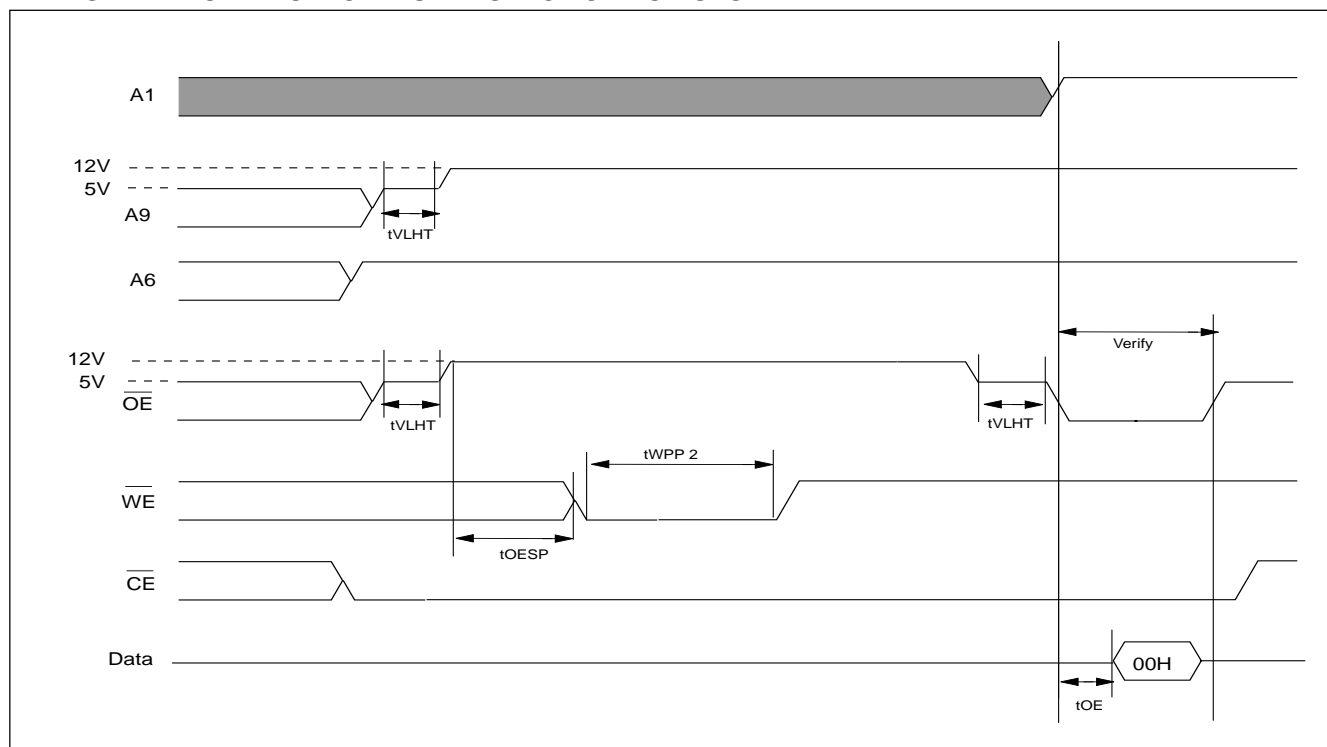 A1
12V
5V
A9
tVLHT
A6
Verify
12V
5V
OE
tVLHT
tVLHT
tWPP 2
WE
tOESP
CE
Data
00H
tOE